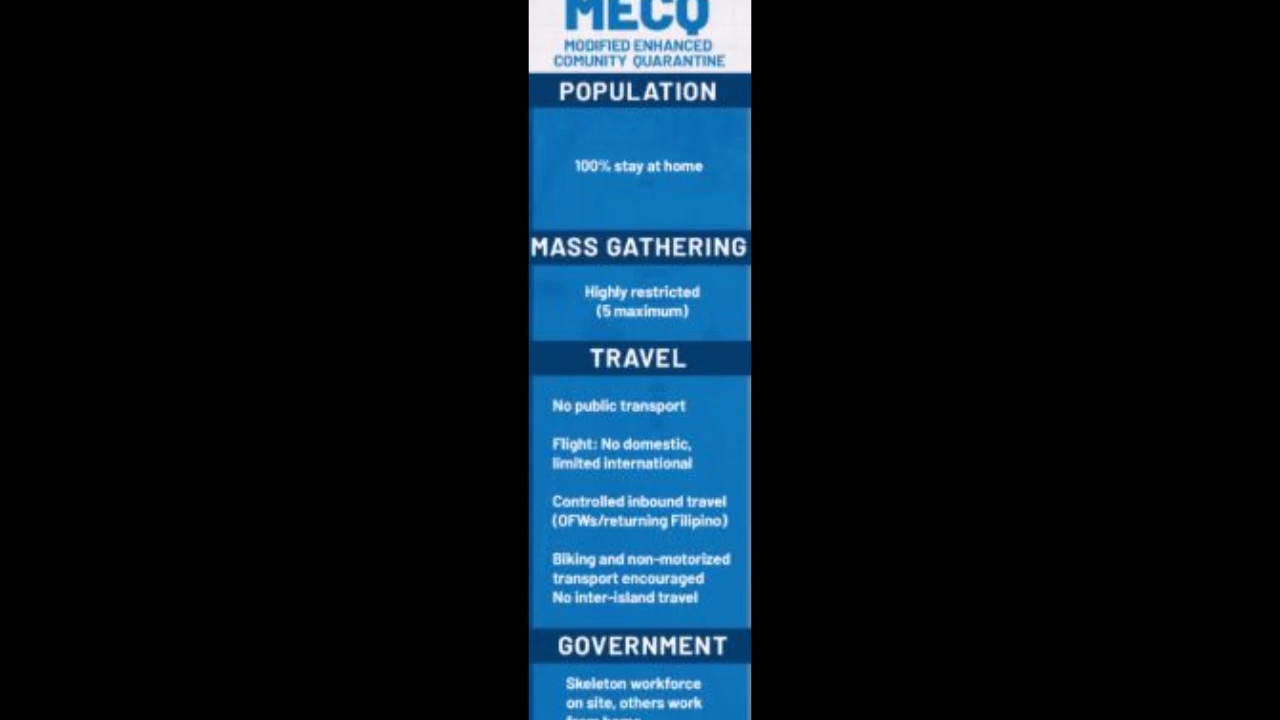 MECQ
MODIFIED ENHANCED
COMUNITY QUARANTINE
POPULATION
100% stay at home
MASS GATHERING
Highly restricted
(5 maximum)
TRAVEL
No public transport
Flight: No domestic,
limited international
Controlled inbound travel
(OFWs/returning Filipino)
Biking and non-motorized
transport encouraged
No inter-island travel
GOVERNMENT
Skeleton workforce
on site, others work
from home